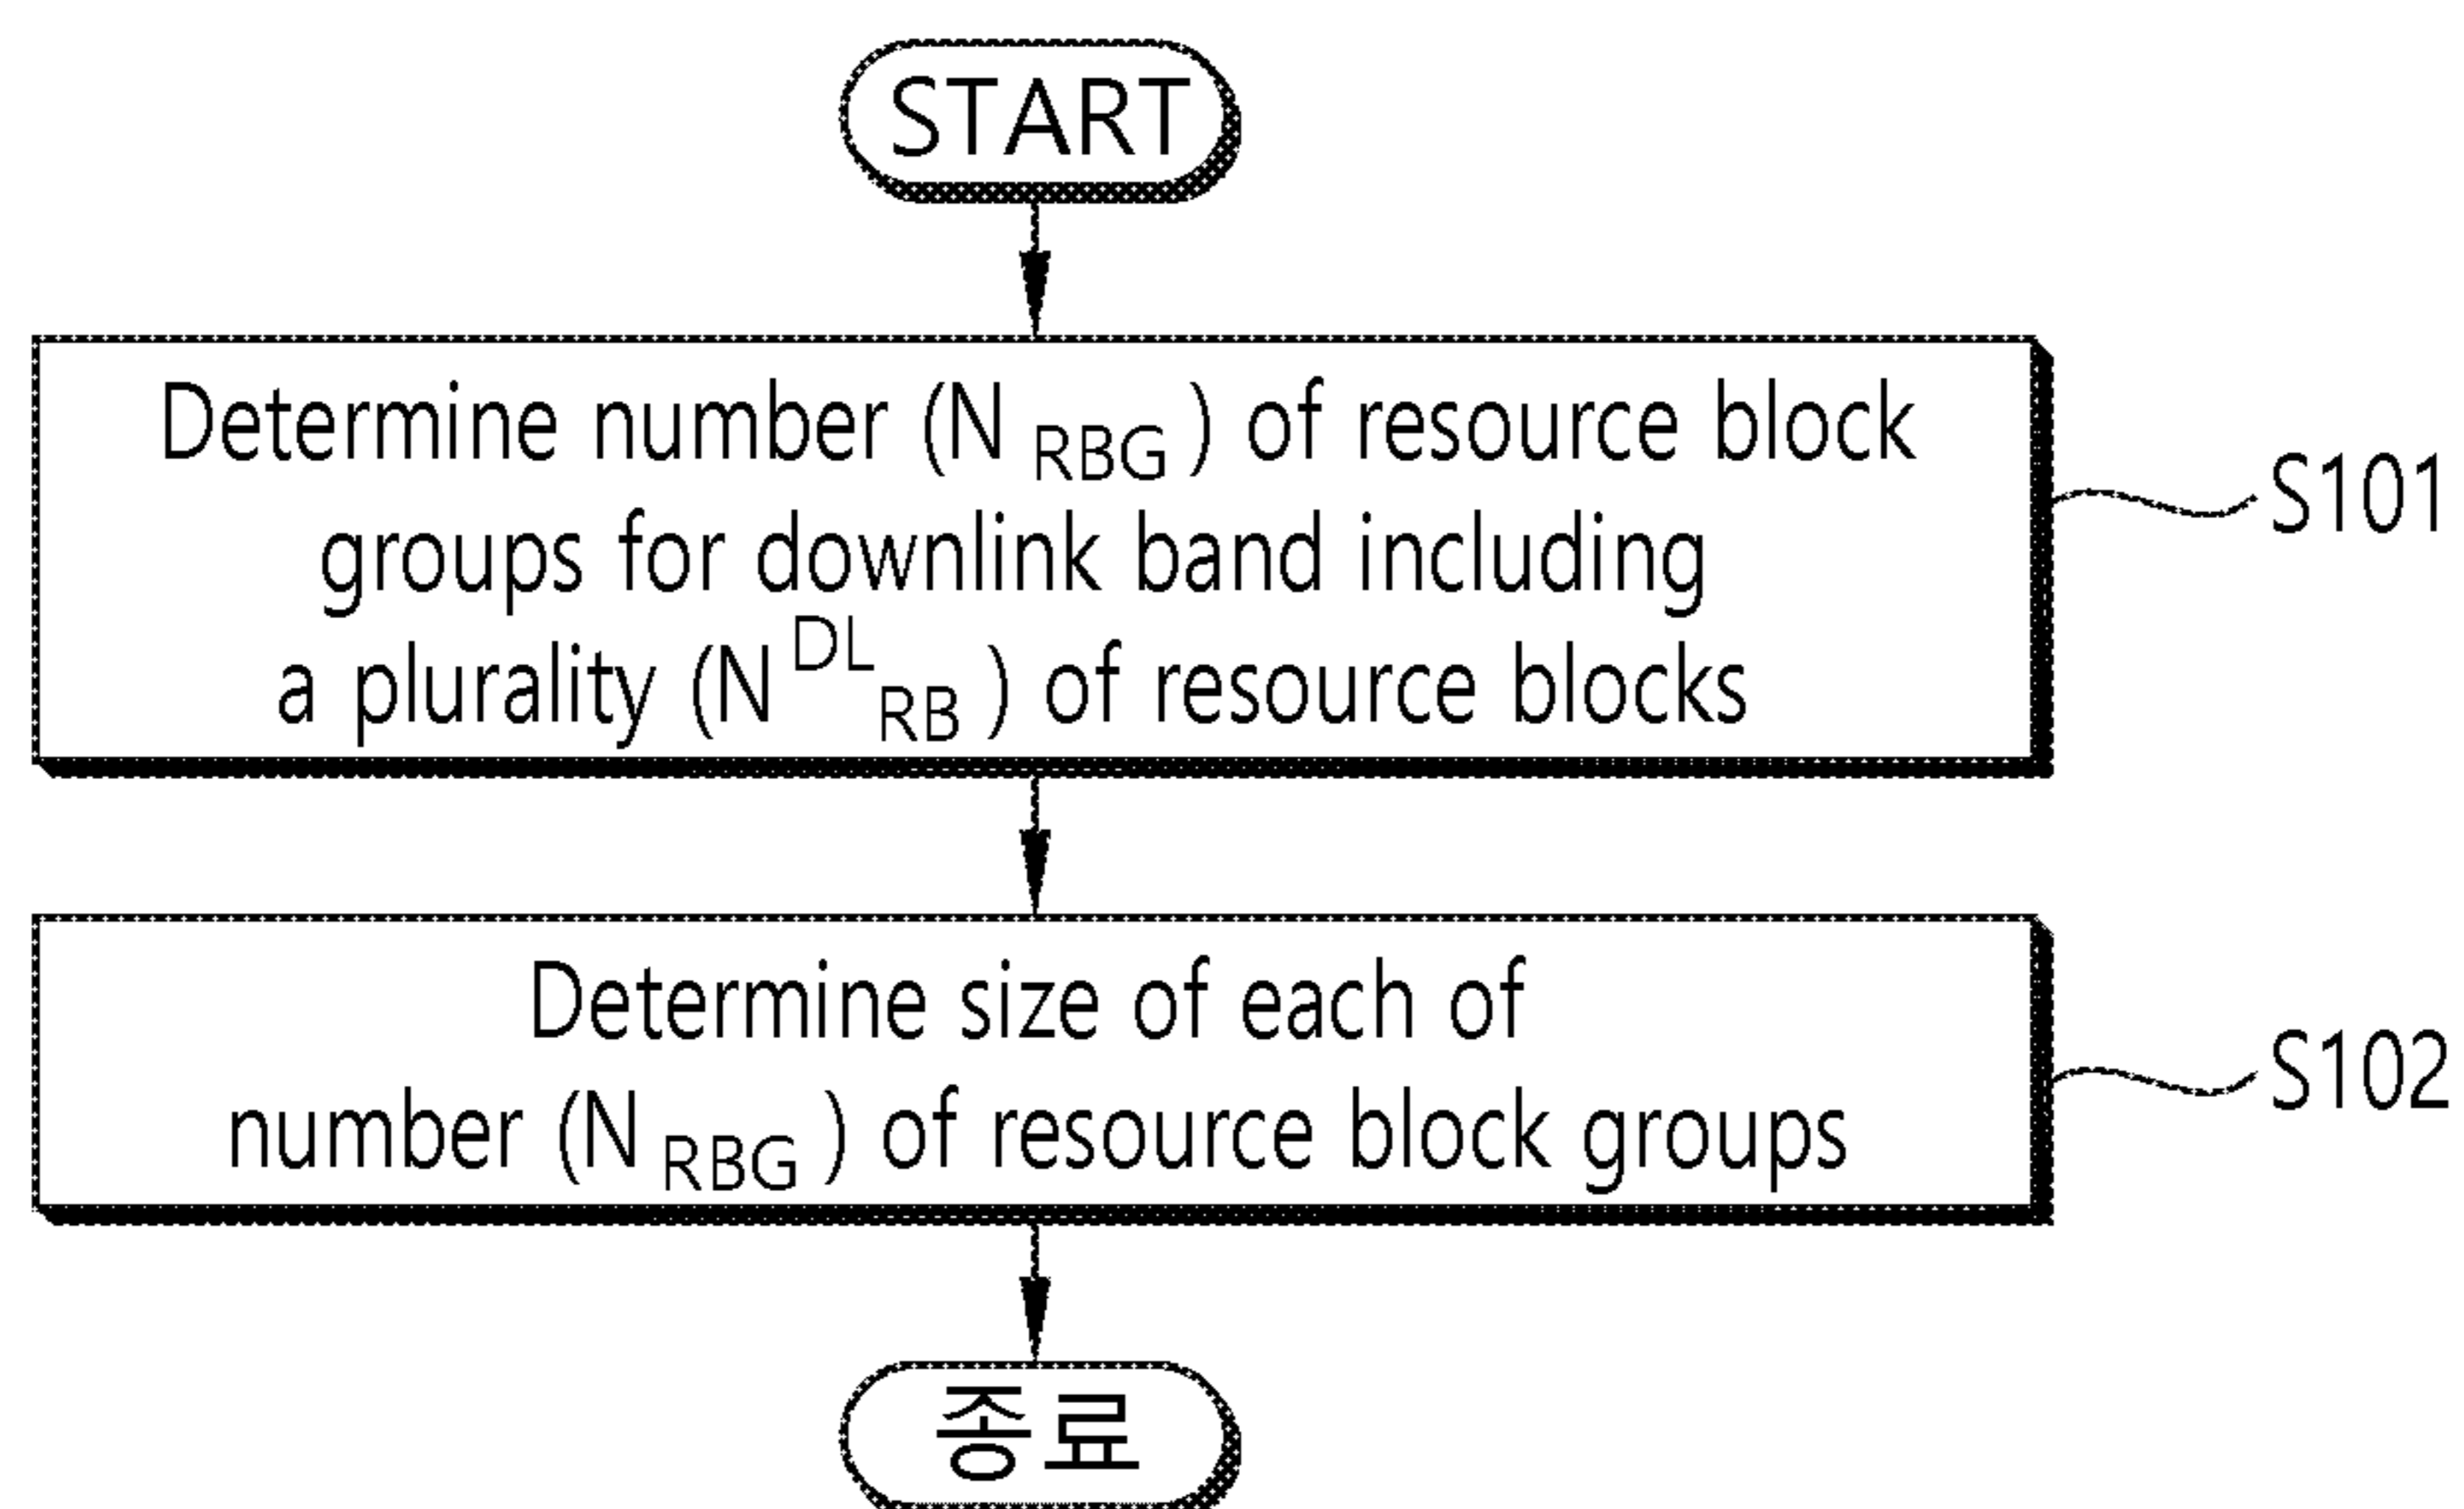 START
Determine number (N RBG) of resource block
groups for downlink band including
a plurality (N DL RB) of resource blocks
S101
Determine size of each of
number (N RBG) of resource block groups
S102
종료